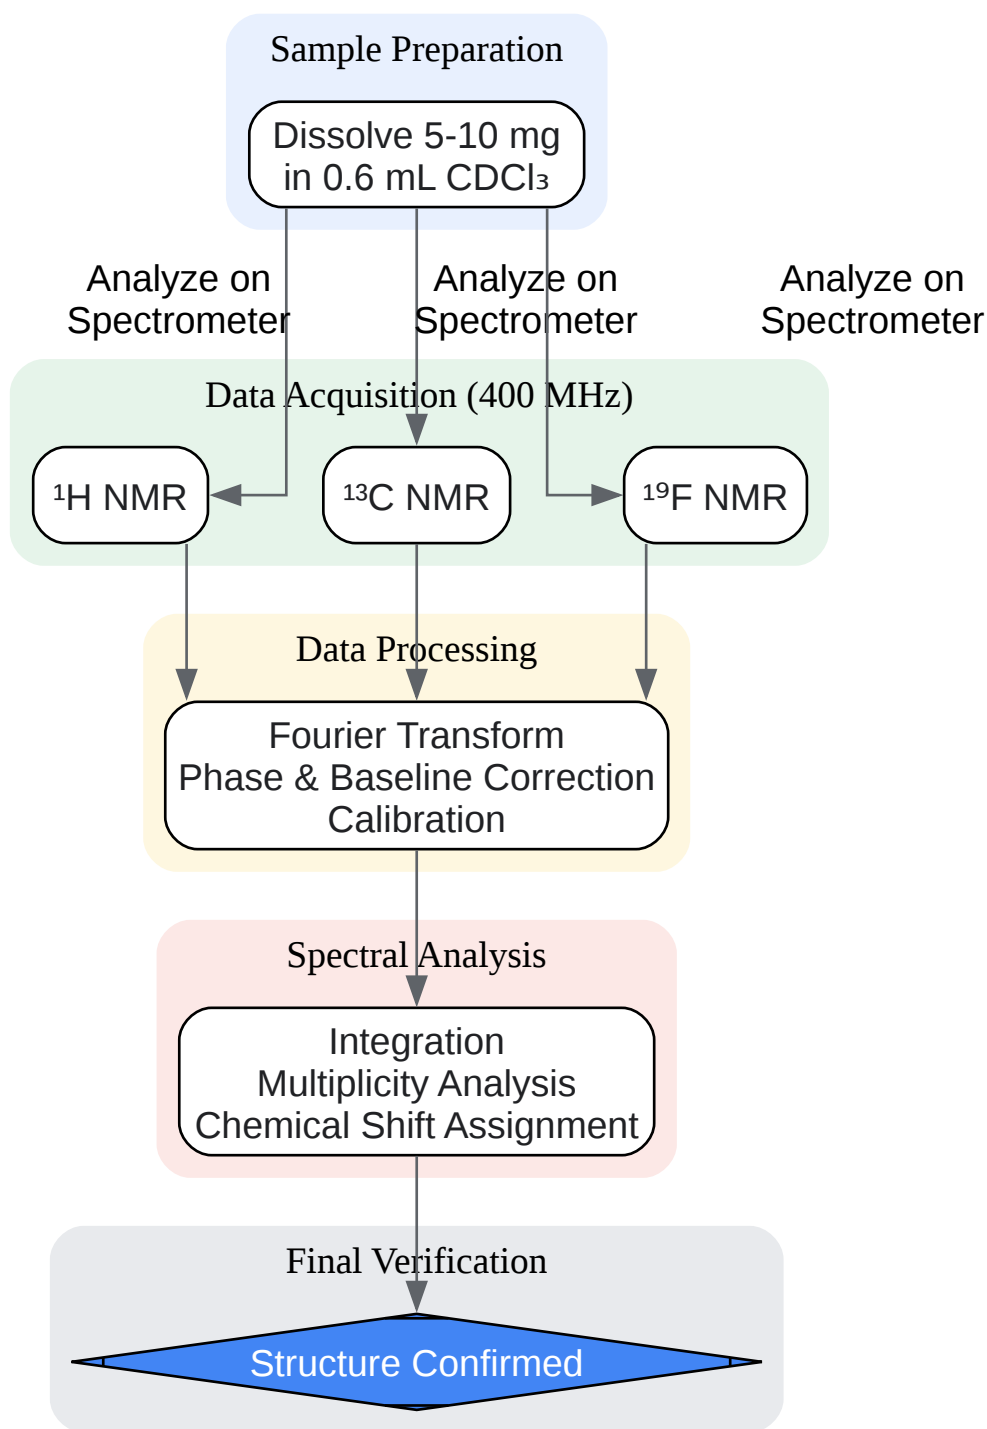 Sample Preparation
Dissolve 5-10 mg
in 0.6 mL CDCl₃
Analyze on
Spectrometer
Analyze on
Spectrometer
Analyze on
Spectrometer
Data Acquisition (400 MHz)
¹H NMR
¹³C NMR
¹⁹F NMR
Data Processing
Fourier Transform
Phase & Baseline Correction
Calibration
Spectral Analysis
Integration
Multiplicity Analysis
Chemical Shift Assignment
Final Verification
Structure Confirmed